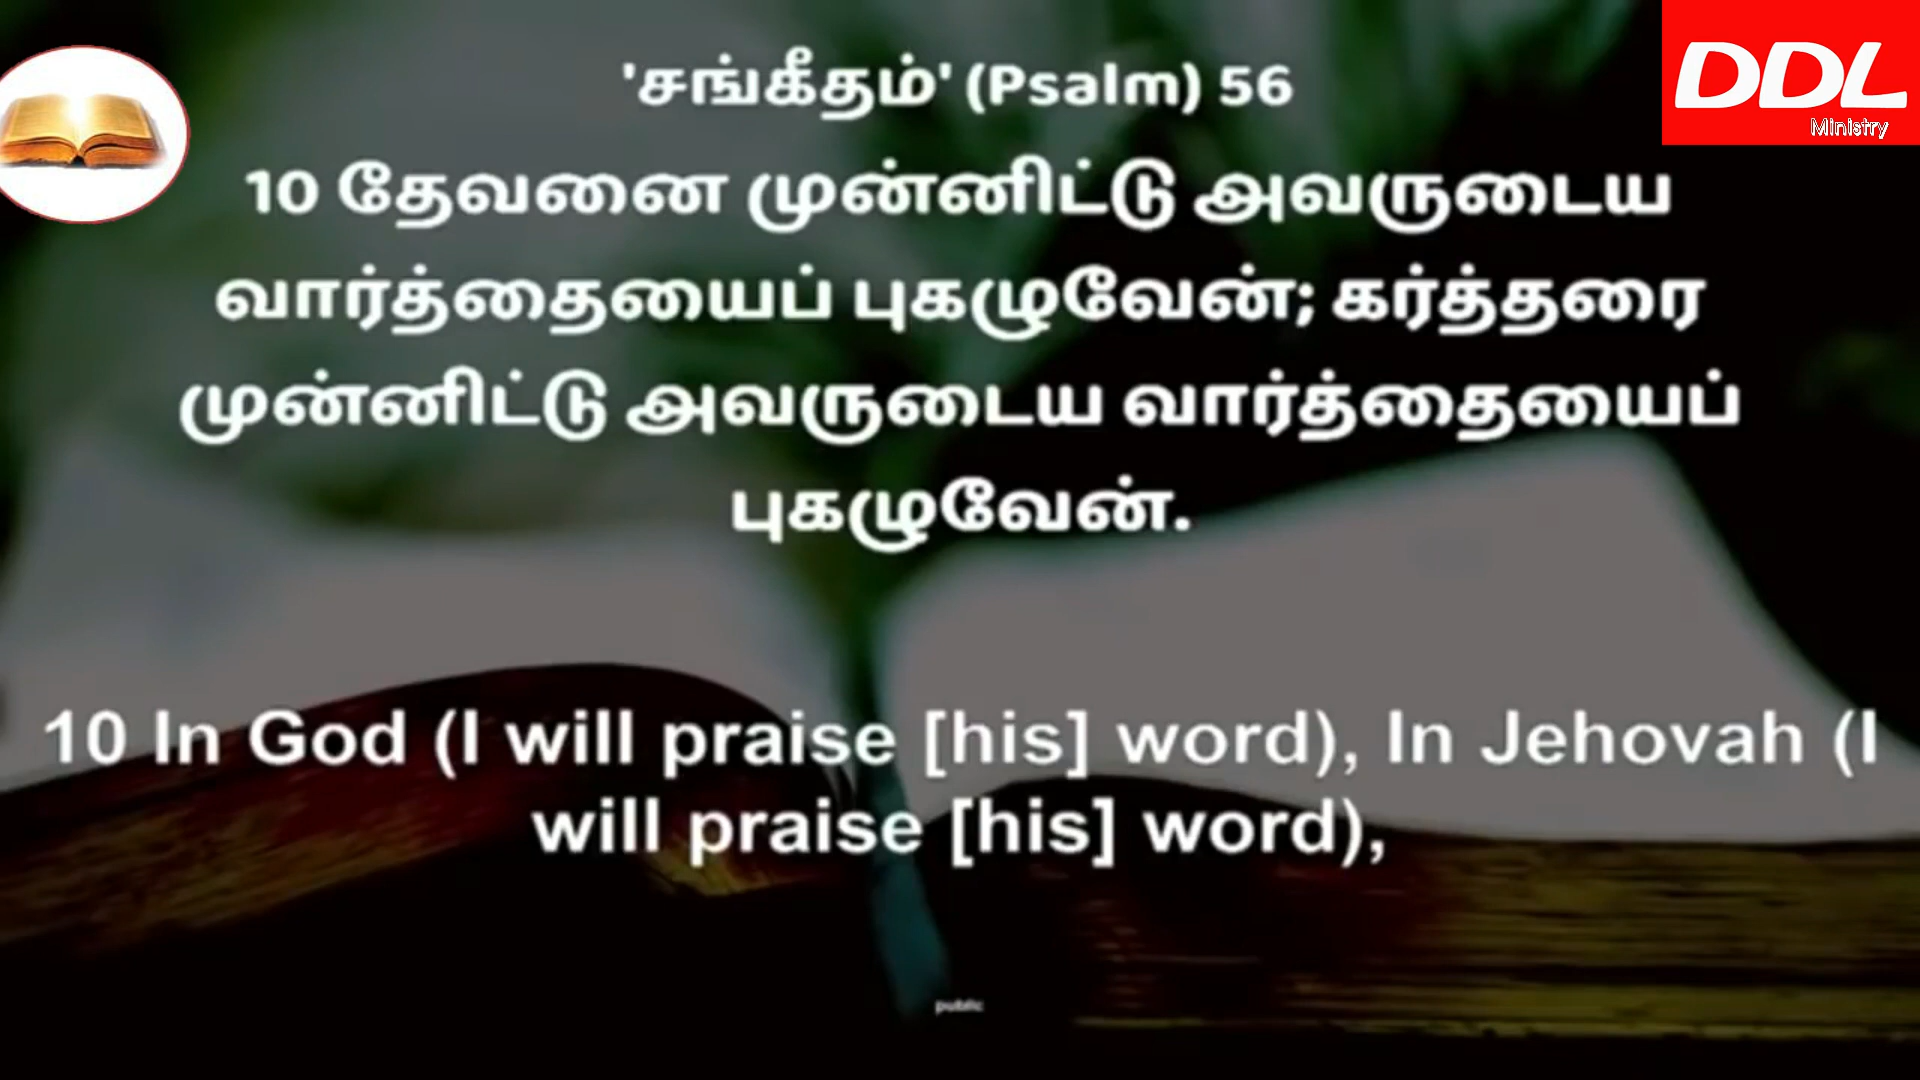 'சங்கீதம்' (Psalm) 56
DDL
Ministry
10 தேவனை முன்னிட்டு அவருடைய
வார்த்தையைப் புகழுவேன்; கர்த்தரை
முன்னிட்டு அவருடைய வார்த்தையைப்
புகழுவேன்.
10 In God (I will praise [his] word), In Jehovah (I
will praise [his] word),
public